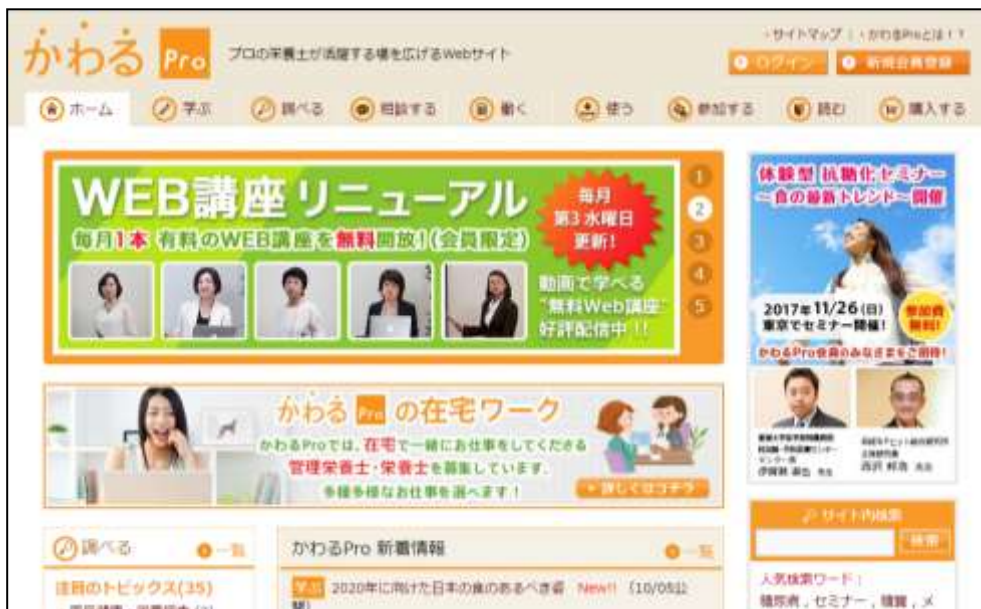 かわる Pro
プロの栄養士が活躍する場を広げるWebサイト
サイトマップ | かわるProとは！？
ログイン 新規会員登録
ホーム 学ぶ 調べる 相談する 働く 使う 参加する 読む 購入する
WEB講座リニューアル
毎月1本 有料のWEB講座を無料開放！(会員限定)
毎月
第3水曜日
更新！
動画で学べる
"無料Web講座"
好評配信中！！
1
2
3
4
5
体験型 抗糖化セミナー
～食の最新トレンド～開催
2017年11/26(日)
東京でセミナー開催！
参加費
無料！
かわるPro会員のみなさまをご招待！
かわる Pro の在宅ワーク
かわるProでは、在宅で一緒にお仕事をしてくださる
管理栄養士・栄養士を募集しています。
多種多様なお仕事を選べます！
詳しくはコチラ
サイト内検索
検索
人気検索ワード：
糖尿病，セミナー，糖質，メ
調べる 一覧
注目のトピックス(35)
かわるPro 新着情報 一覧
学ぶ 2020年に向けた日本の食のあるべき姿 New!! (10/05公
開)